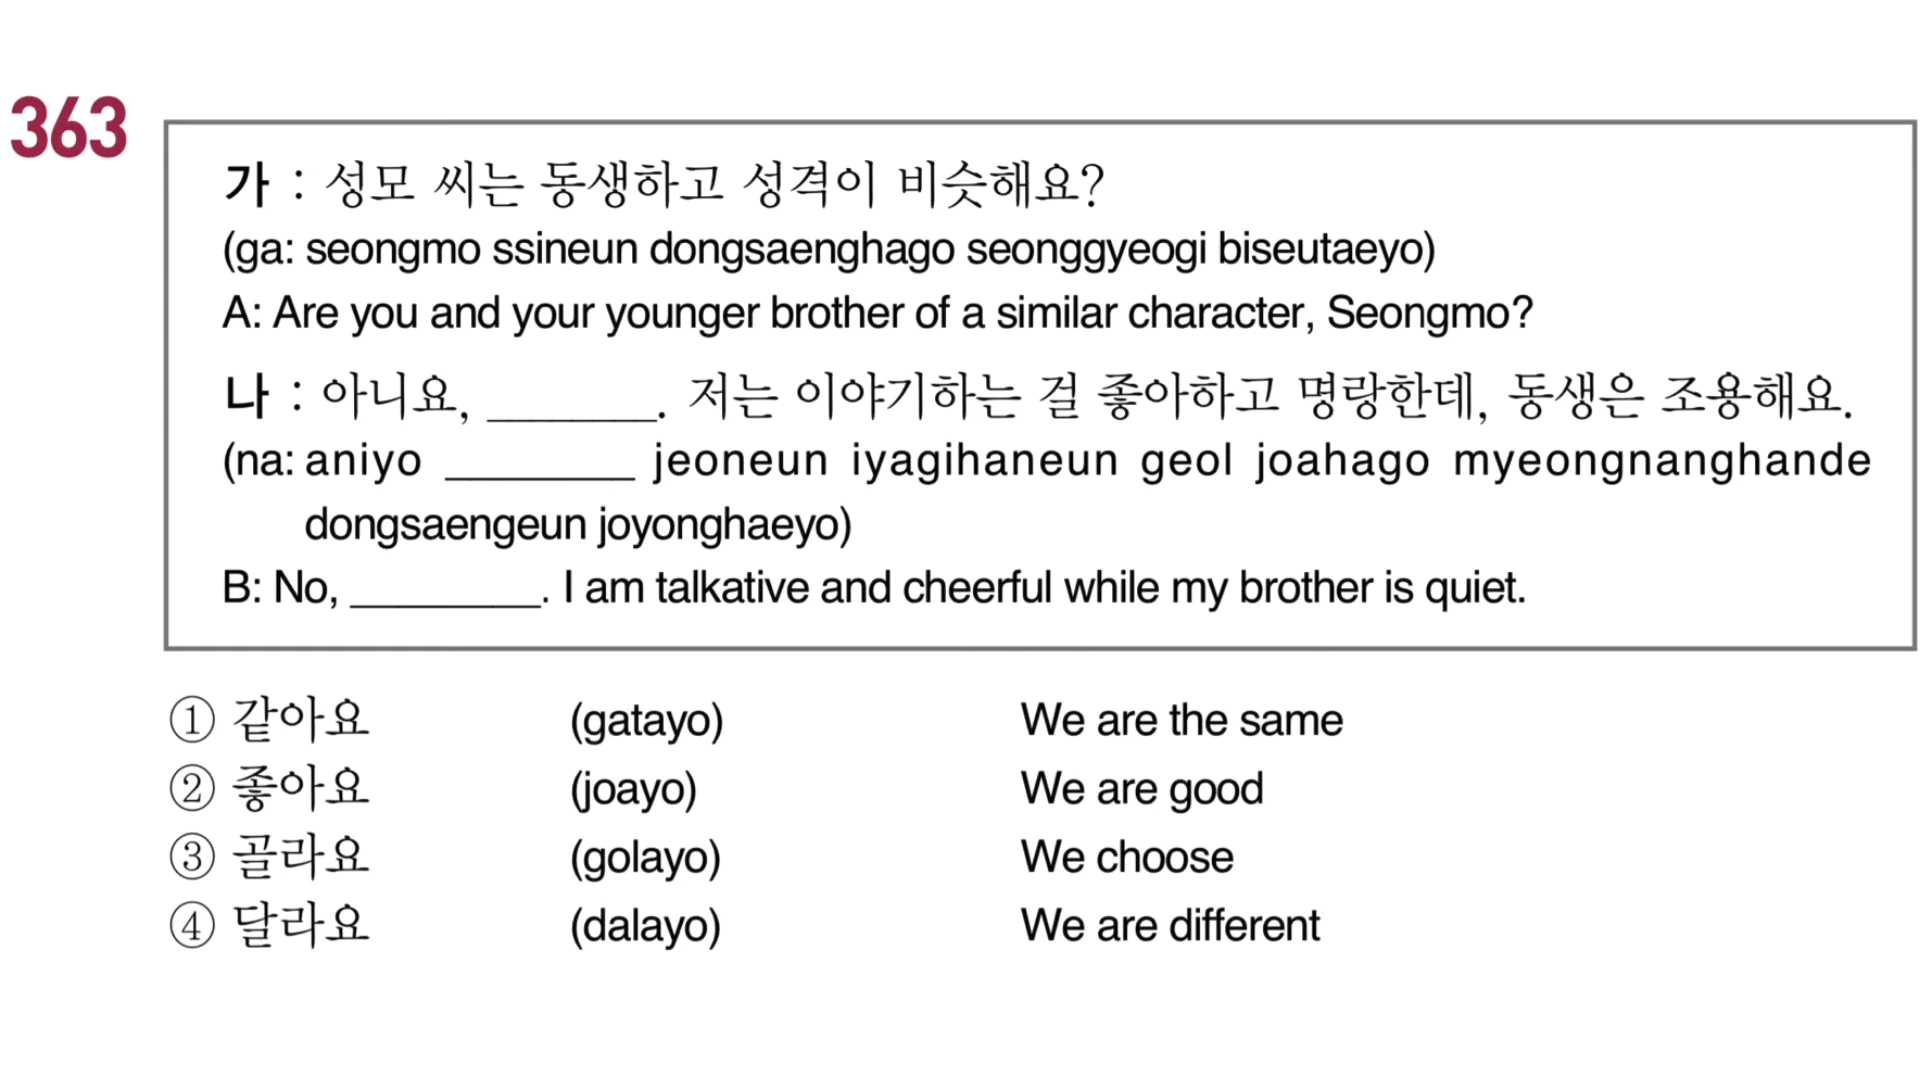 363
가 : 성모 씨는 동생하고 성격이 비슷해요?
(ga: seongmo ssineun dongsaenghago seonggyeogi biseutaeyo)
A: Are you and your younger brother of a similar character, Seongmo?
나 : 아니요, ________. 저는 이야기하는 걸 좋아하고 명랑한데, 동생은 조용해요.
(na: aniyo ________ jeoneun iyagihaneun geol joahago myeongnanghande
dongsaengeun joyonghaeyo)
B: No, ________. I am talkative and cheerful while my brother is quiet.
① 같아요 (gatayo) We are the same
② 좋아요 (joayo) We are good
③ 골라요 (golayo) We choose
④ 달라요 (dalayo) We are different